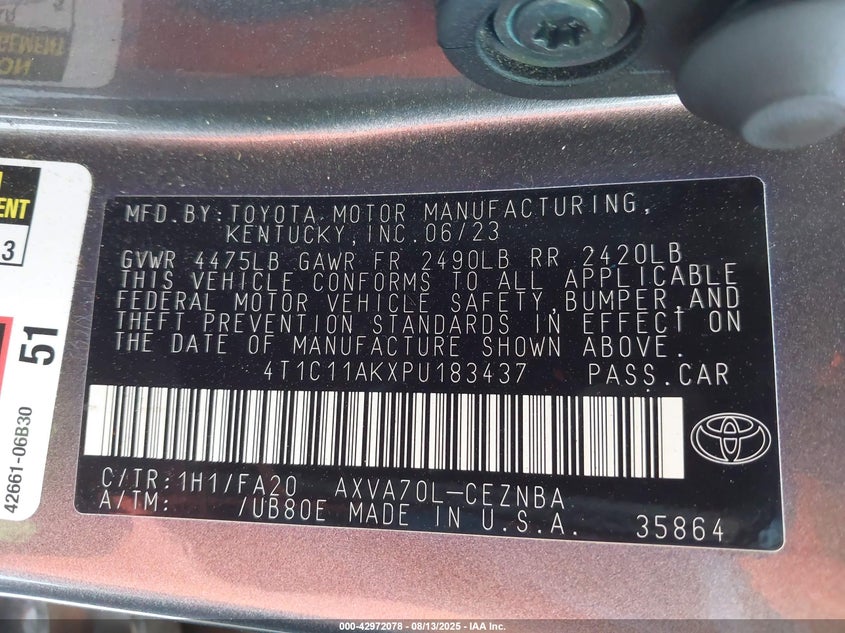 MFD.BY:TOYOTA MOTOR MANUFACTURING,
KENTUCKY,INC.06/23
GVWR 4475LB GAWR FR 2490LB RR 2420LB
THIS VEHICLE CONFORMS TO ALL APPLICABLE
FEDERAL MOTOR VEHICLE SAFETY,BUMPER,AND
THEFT PREVENTION STANDARDS IN EFFECT ON
THE DATE OF MANUFACTURE SHOWN ABOVE.
4T1C11AKXPU183437 PASS.CAR
C/TR:1H1/FA20 AXVA70L-CEZNBA
A/TM: /UB80E MADE IN U.S.A. 35864
51
42661-06B30
000-42972078 - 08/13/2025 - IAA Inc.